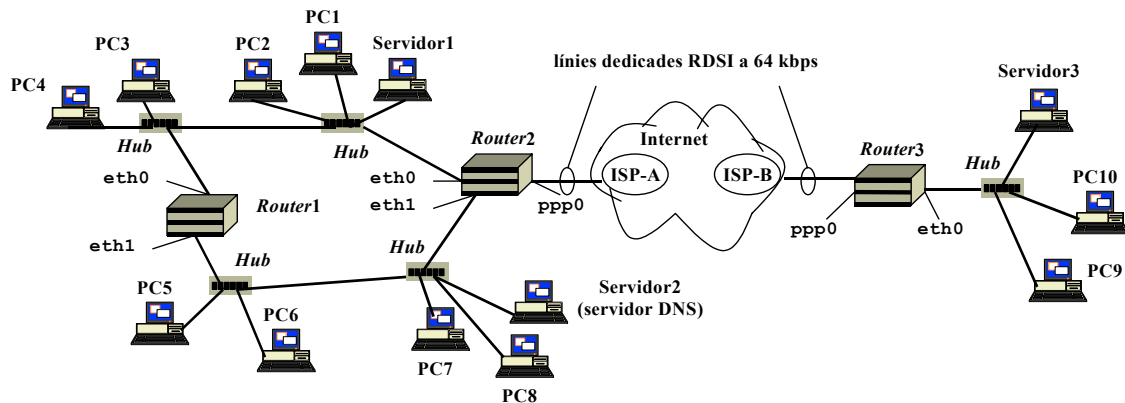 PC1
PC3
PC2
Servidor1
PC4
línies dedicades RDSI a 64 kbps
Servidor3
Hub
Hub
Router2
Internet
Router3
Hub
eth0
eth0
ISP-A
ISP-B
PC10
Router1
eth1
ppp0
ppp0
eth0
eth1
Hub
Hub
PC9
PC5
PC6
Servidor2
(servidor DNS)
PC7
PC8